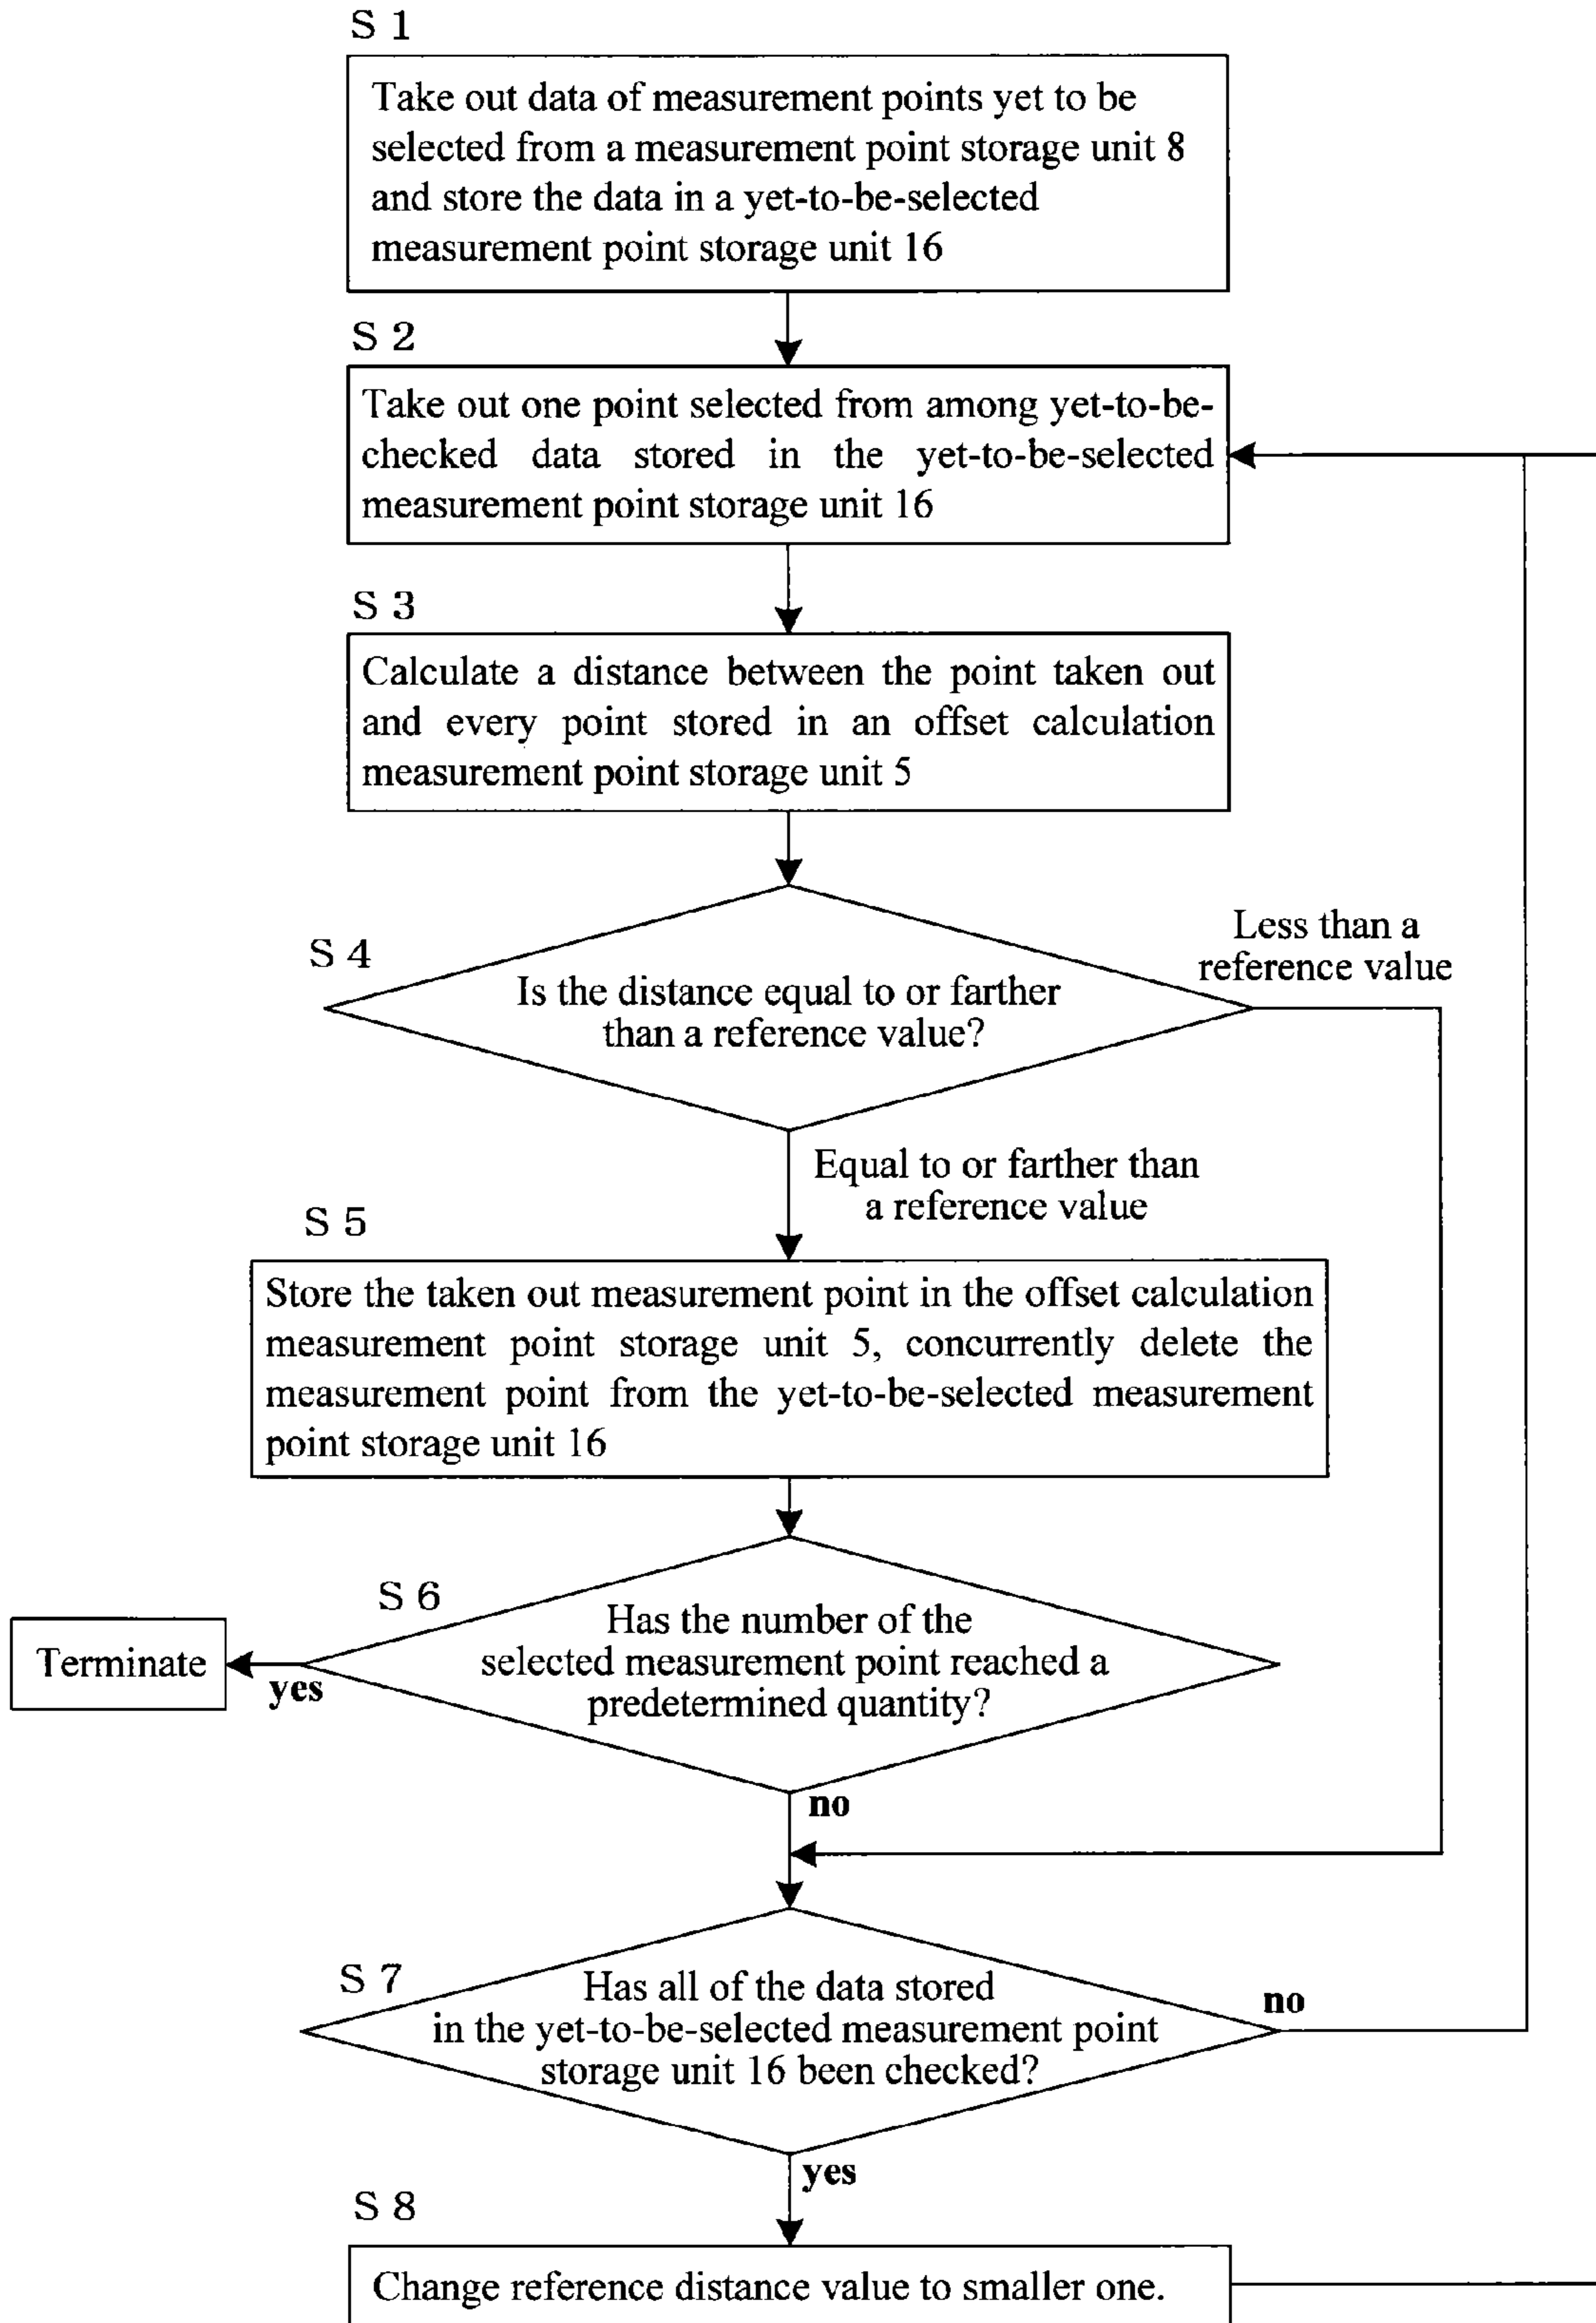 S 1
Take out data of measurement points yet to be
selected from a measurement point storage unit 8
and store the data in a yet-to-be-selected
measurement point storage unit 16
S 2
Take out one point selected from among yet-to-be-
checked data stored in the yet-to-be-selected
measurement point storage unit 16
S 3
Calculate a distance between the point taken out
and every point stored in an offset calculation
measurement point storage unit 5
S 4
Is the distance equal to or farther
than a reference value?
Less than a
reference value
Equal to or farther than
a reference value
S 5
Store the taken out measurement point in the offset calculation
measurement point storage unit 5, concurrently delete the
measurement point from the yet-to-be-selected measurement
point storage unit 16
S 6
Has the number of the
selected measurement point reached a
predetermined quantity?
Terminate
yes
no
S 7
Has all of the data stored
in the yet-to-be-selected measurement point
storage unit 16 been checked?
no
yes
S 8
Change reference distance value to smaller one.